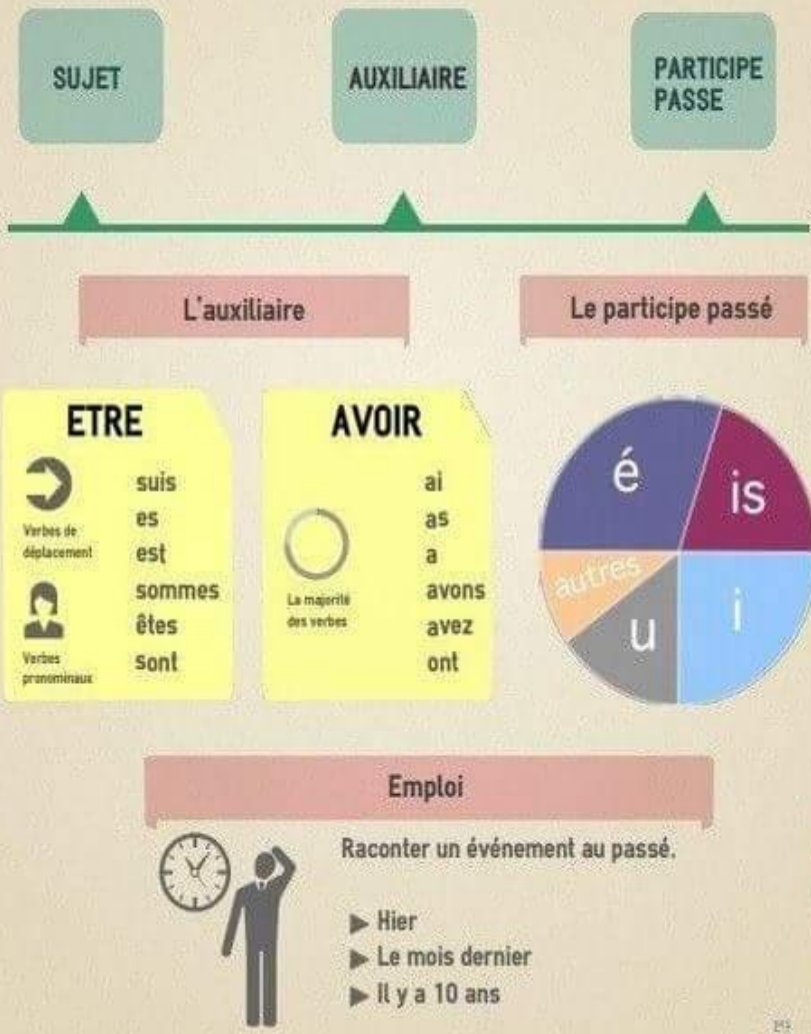 SUJET
AUXILIAIRE
PARTICIPE
PASSE
L'auxiliaire
Le participe passé
ETRE
Verbes de
déplacement
Verbes
pronominaux
suis
es
est
sommes
êtes
sont
AVOIR
La majorité
des verbes
ai
as
a
avons
avez
ont
é
is
autres
u
i
Emploi
Raconter un événement au passé.
▶ Hier
▶ Le mois dernier
▶ Il y a 10 ans